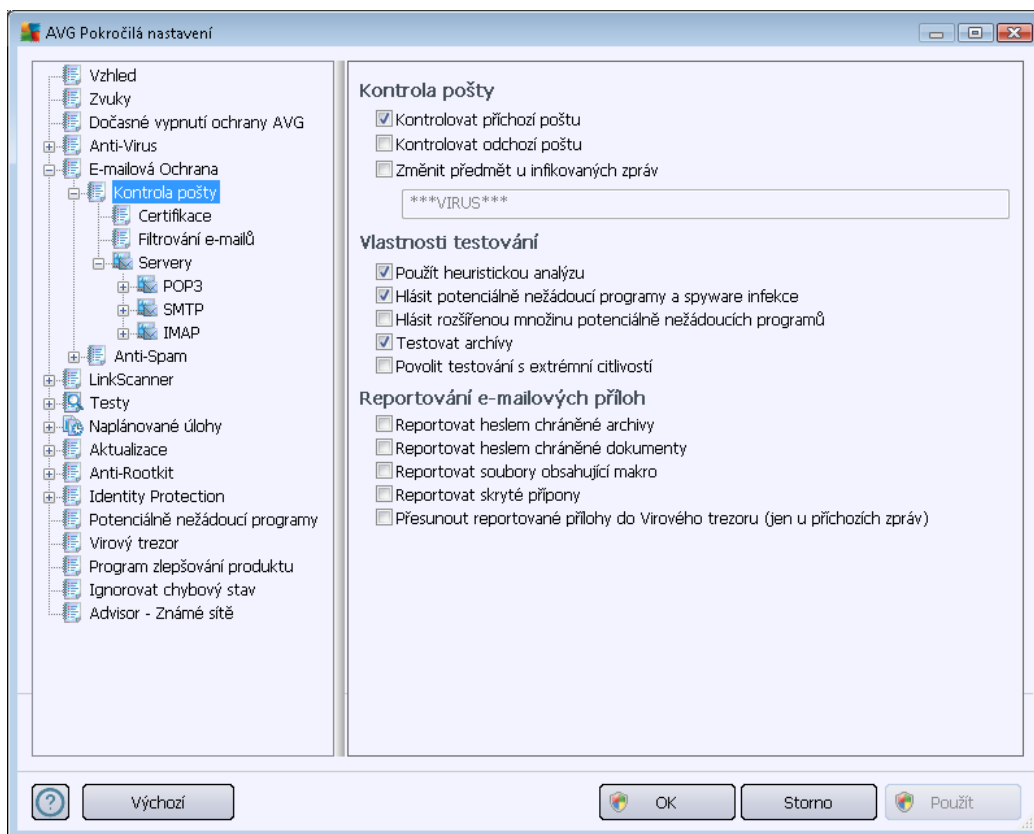 AVG Pokročilá nastavení
Vzhled
Zvuky
Dočasné vypnutí ochrany AVG
Anti-Virus
E-mailová Ochrana
Kontrola pošty
Certifikace
Filtrování e-mailů
Servery
POP3
SMTP
IMAP
Anti-Spam
LinkScanner
Testy
Naplánované úlohy
Aktualizace
Anti-Rootkit
Identity Protection
Potenciálně nežádoucí programy
Virový trezor
Program zlepšování produktu
Ignorovat chybový stav
Advisor - Známé sítě
Kontrola pošty
Kontrolovat příchozí poštu
Kontrolovat odchozí poštu
Změnit předmět u infikovaných zpráv
***VIRUS***
Vlastnosti testování
Použít heuristickou analýzu
Hlásit potenciálně nežádoucí programy a spyware infekce
Hlásit rozšířenou množinu potenciálně nežádoucích programů
Testovat archívy
Povolit testování s extrémní citlivostí
Reportování e-mailových příloh
Reportovat heslem chráněné archivy
Reportovat heslem chráněné dokumenty
Reportovat soubory obsahující makro
Reportovat skryté přípony
Přesunout reportované přílohy do Virového trezoru (jen u příchozích zpráv)
Výchozí
OK
Storno
Použít